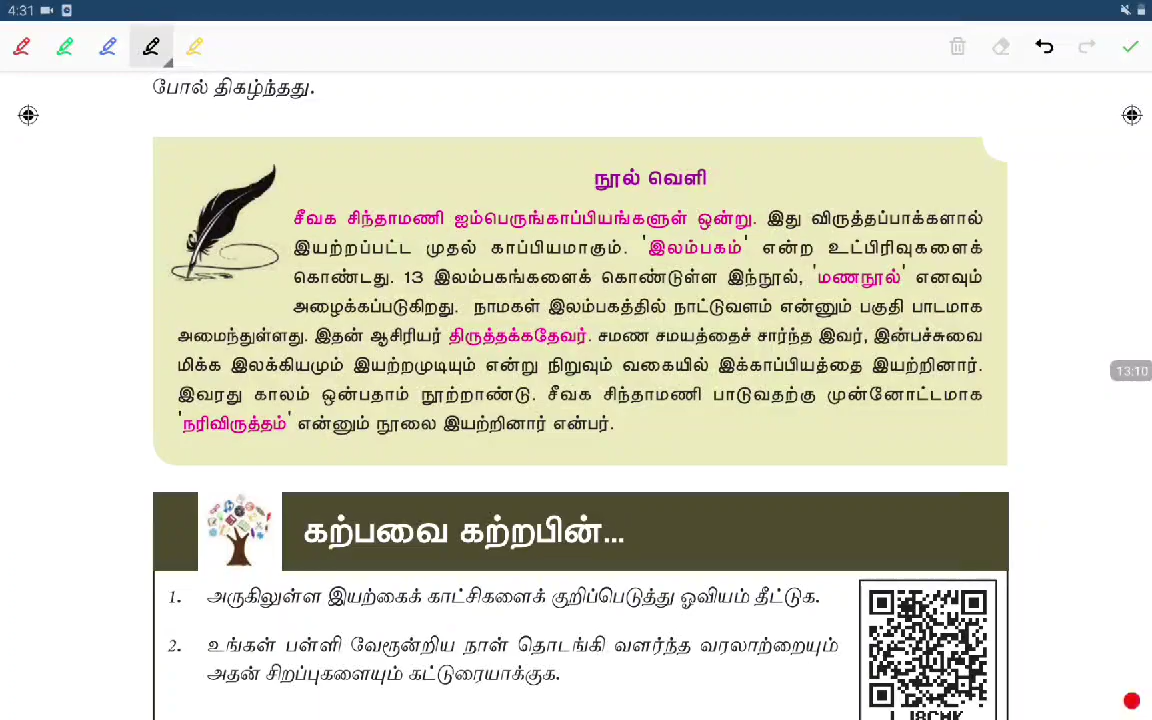 4:31
போல் திகழ்ந்தது.
நூல் வெளி
சீவக சிந்தாமணி ஐம்பெருங்காப்பியங்களுள் ஒன்று. இது விருத்தப்பாக்களால்
இயற்றப்பட்ட முதல் காப்பியமாகும். 'இலம்பகம்' என்ற உட்பிரிவுகளைக்
கொண்டது. 13 இலம்பகங்களைக் கொண்டுள்ள இந்நூல், 'மணநூல்' எனவும்
அழைக்கப்படுகிறது. நாமகள் இலம்பகத்தில் நாட்டுவளம் என்னும் பகுதி பாடமாக
அமைந்துள்ளது. இதன் ஆசிரியர் திருத்தக்கதேவர். சமண சமயத்தைச் சார்ந்த இவர், இன்பச்சுவை
மிக்க இலக்கியமும் இயற்றமுடியும் என்று நிறுவும் வகையில் இக்காப்பியத்தை இயற்றினார்.
இவரது காலம் ஒன்பதாம் நூற்றாண்டு. சீவக சிந்தாமணி பாடுவதற்கு முன்னோட்டமாக
'நரிவிருத்தம்' என்னும் நூலை இயற்றினார் என்பர்.
13:10
கற்பவை கற்றபின்...
1. அருகிலுள்ள இயற்கைக் காட்சிகளைக் குறிப்பெடுத்து ஓவியம் தீட்டுக.
2. உங்கள் பள்ளி வேரூன்றிய நாள் தொடங்கி வளர்ந்த வரலாற்றையும்
அதன் சிறப்புகளையும் கட்டுரையாக்குக.